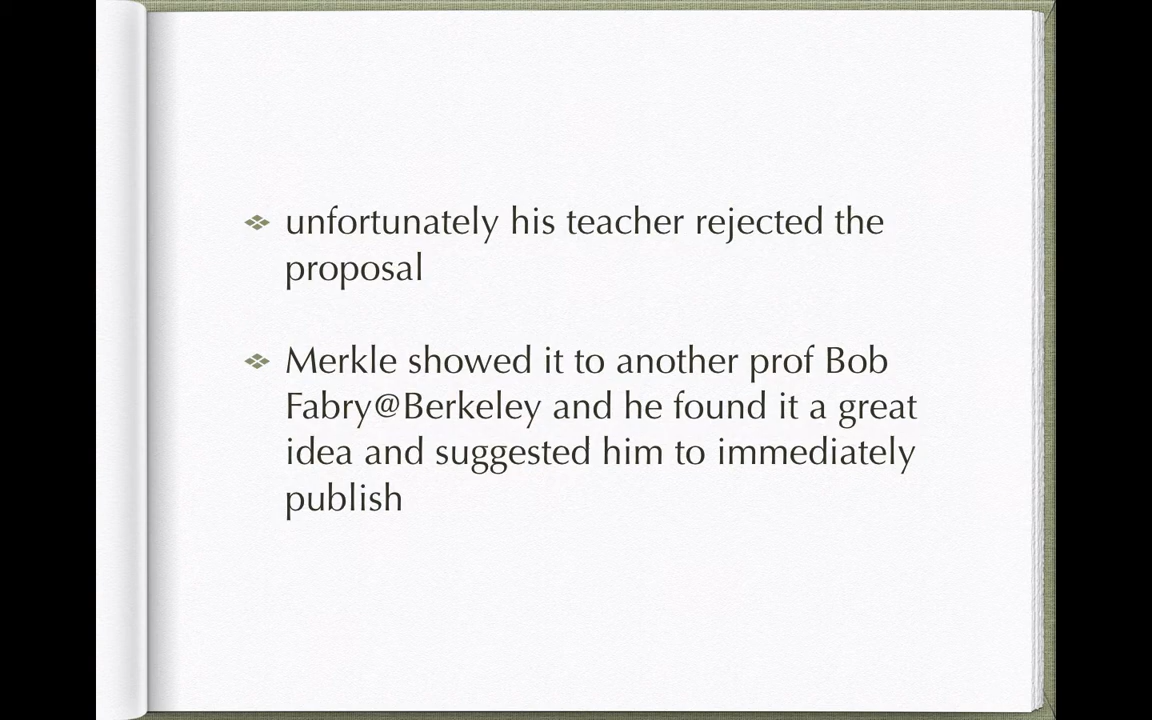 unfortunately his teacher rejected the
proposal
Merkle showed it to another prof Bob
Fabry@Berkeley and he found it a great
idea and suggested him to immediately
publish